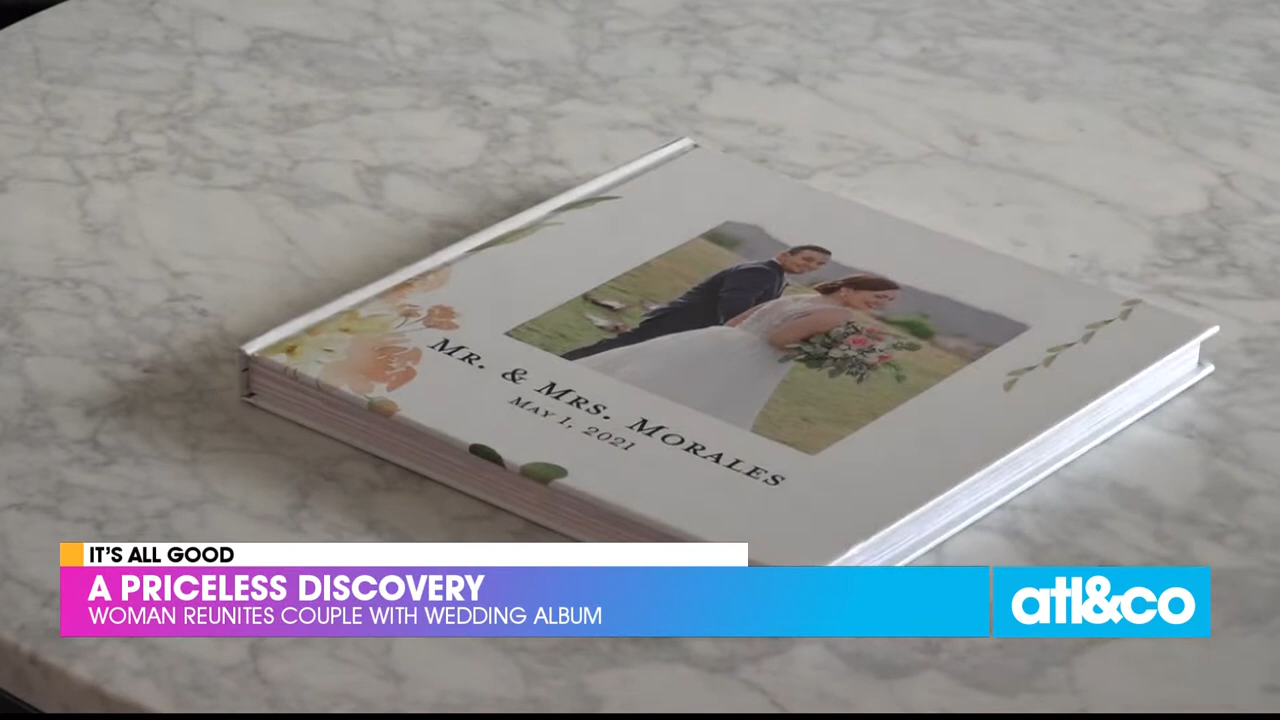 MR. & MRS. MORALES
MAY 1, 2021
IT'S ALL GOOD
A PRICELESS DISCOVERY
WOMAN REUNITES COUPLE WITH WEDDING ALBUM
atl&co